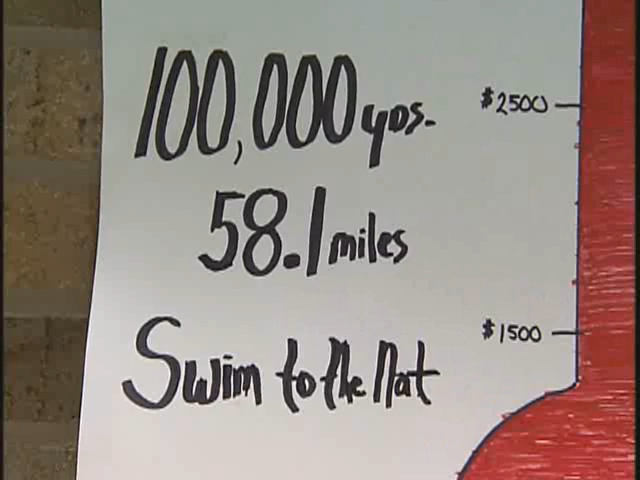 100,000 yds.
$2500
58.1 miles
$1500
Swim to the Nat